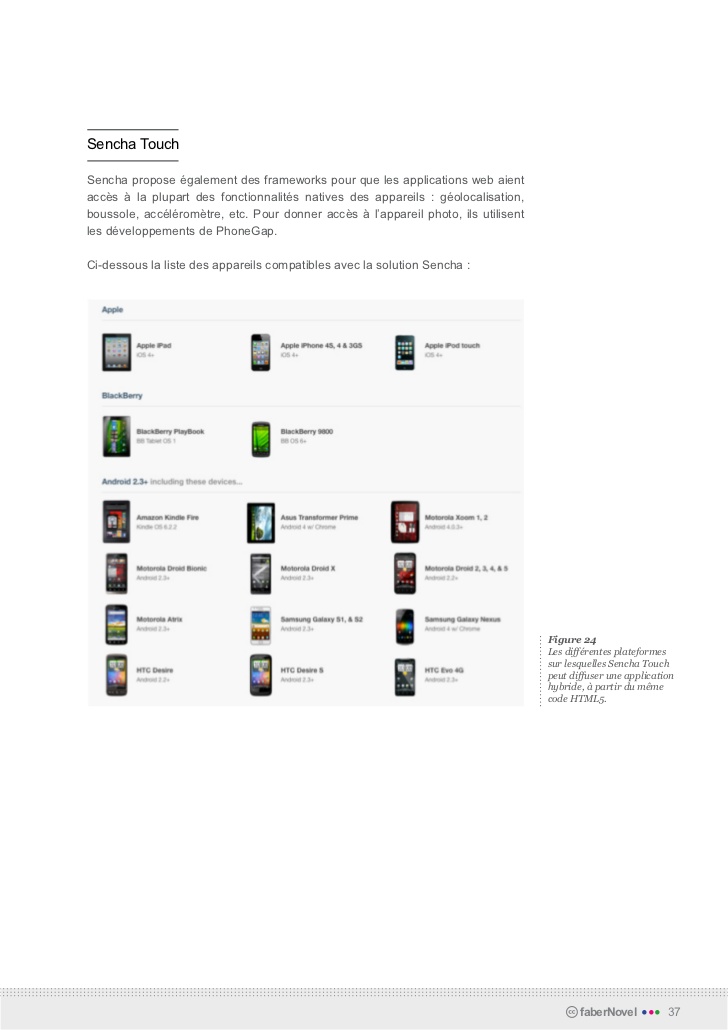 Sencha Touch
Sencha propose également des frameworks pour que les applications web aient
accès à la plupart des fonctionnalités natives des appareils : géolocalisation,
boussole, accéléromètre, etc. Pour donner accès à l'appareil photo, ils utilisent
les développements de PhoneGap.
Ci-dessous la liste des appareils compatibles avec la solution Sencha :
Apple
Apple iPad
iOS 4+
Apple iPhone 4S, 4 & 3GS
iOS 4+
Apple iPod touch
iOS 4+
BlackBerry
BlackBerry PlayBook
BB Tablet OS 1
BlackBerry 9800
BB OS 6+
Android 2.3+ including these devices...
Amazon Kindle Fire
Kindle OS 6.2.2
Asus Transformer Prime
Android 4 w/ Chrome
Motorola Xoom 1, 2
Android 4.0.3+
Motorola Droid Bionic
Android 2.3+
Motorola Droid X
Android 2.3+
Motorola Droid 2, 3, 4, & 5
Android 2.2+
Motorola Atrix
Android 2.3+
Samsung Galaxy S1, & S2
Android 2.3+
Samsung Galaxy Nexus
Android 4 w/ Chrome
HTC Desire
Android 2.2+
HTC Desire S
Android 2.3+
HTC Evo 4G
Android 2.3+
Figure 24
Les différentes plateformes
sur lesquelles Sencha Touch
peut diffuser une application
hybride, à partir du même
code HTML5.
cc faberNovel 37